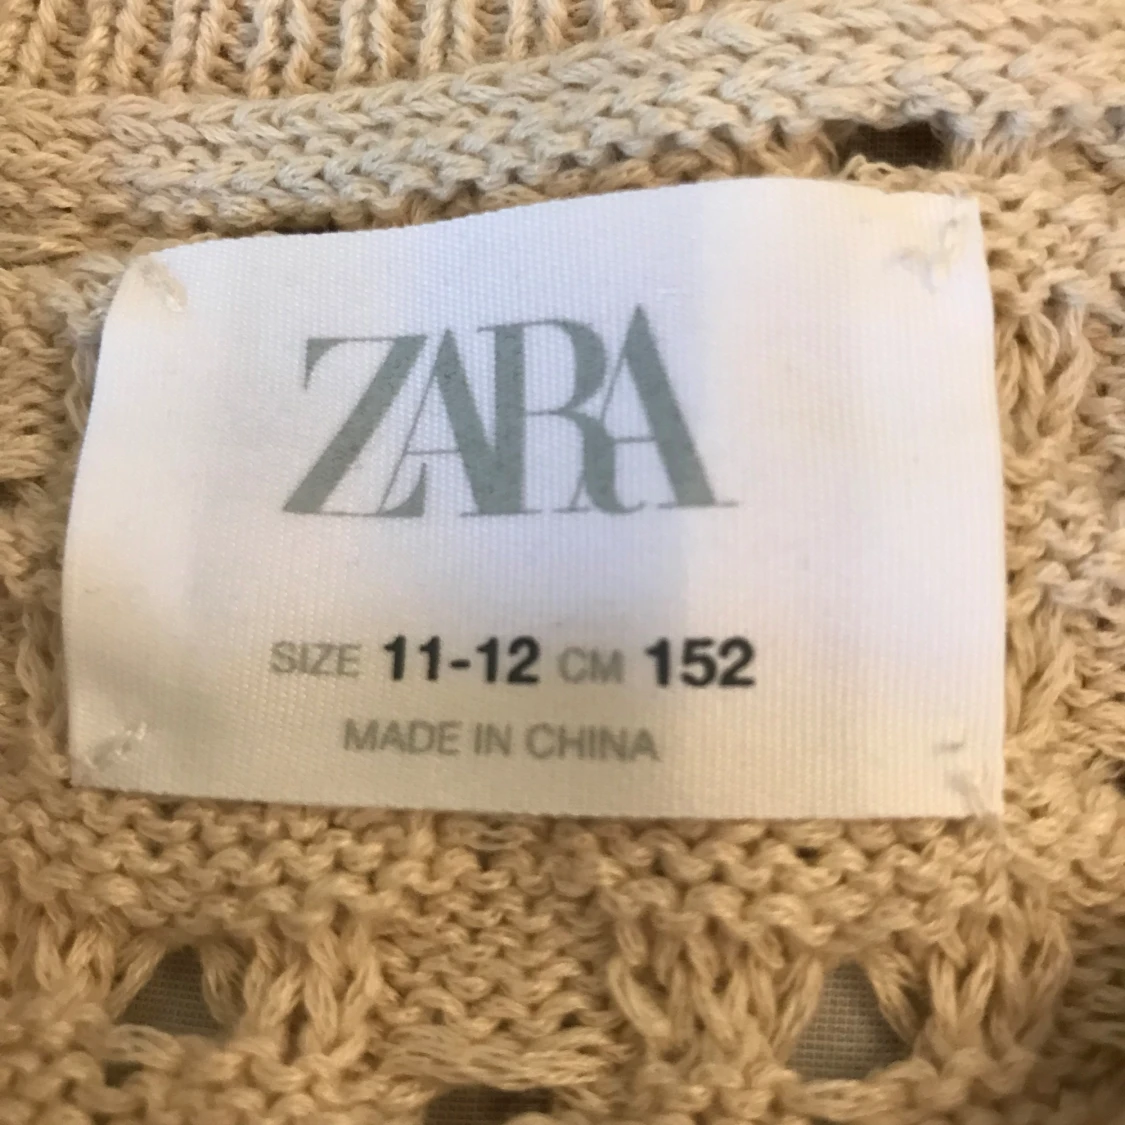 ZARA
SIZE 11-12 CM 152
MADE IN CHINA